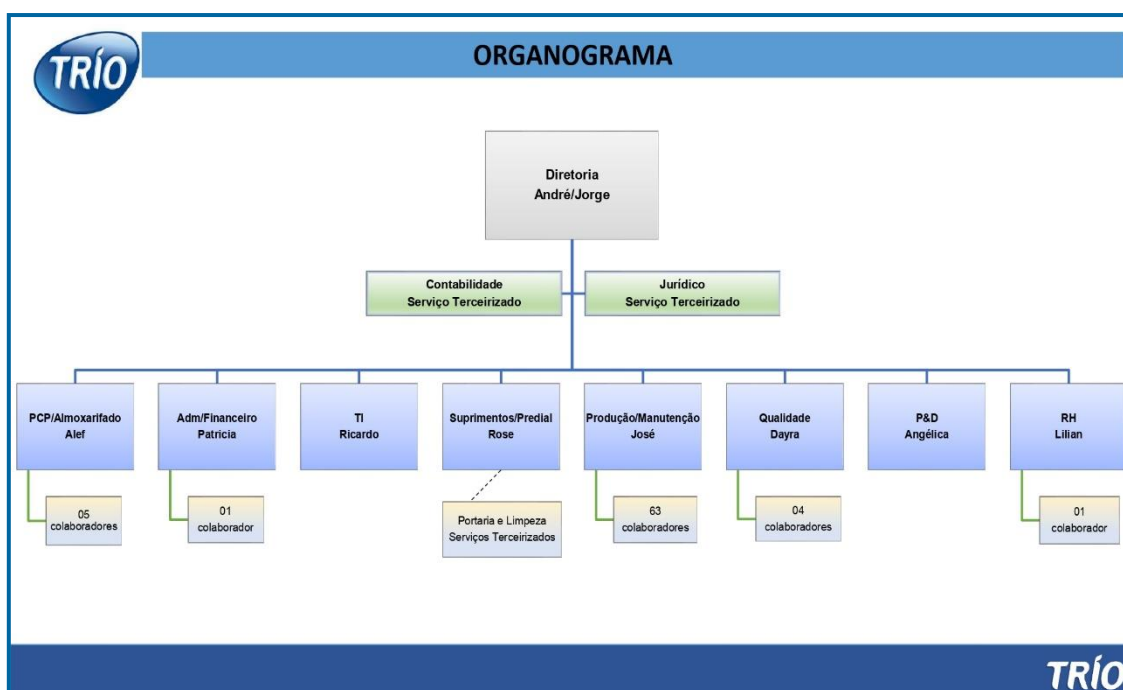 TRÍO
ORGANOGRAMA
Diretoria
André/Jorge
Contabilidade
Serviço Terceirizado
Jurídico
Serviço Terceirizado
PCP/Almoxarifado
Alef
Adm/Financeiro
Patricia
TI
Ricardo
Suprimentos/Predial
Rose
Produção/Manutenção
José
Qualidade
Dayra
P&D
Angélica
RH
Lilian
05
colaboradores
01
colaborador
Portaria e Limpeza
Serviços Terceirizados
63
colaboradores
04
colaboradores
01
colaborador
TRÍO